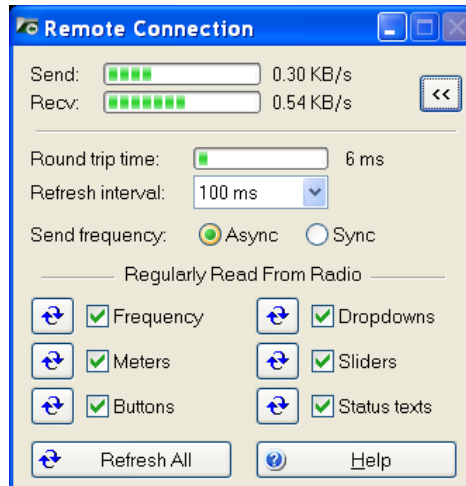 Remote Connection
Send: 0.30 KB/s
Recv: 0.54 KB/s
<<
Round trip time: 6 ms
Refresh interval: 100 ms
Send frequency: Async Sync
Regularly Read From Radio
Frequency Dropdowns
Meters Sliders
Buttons Status texts
Refresh All Help